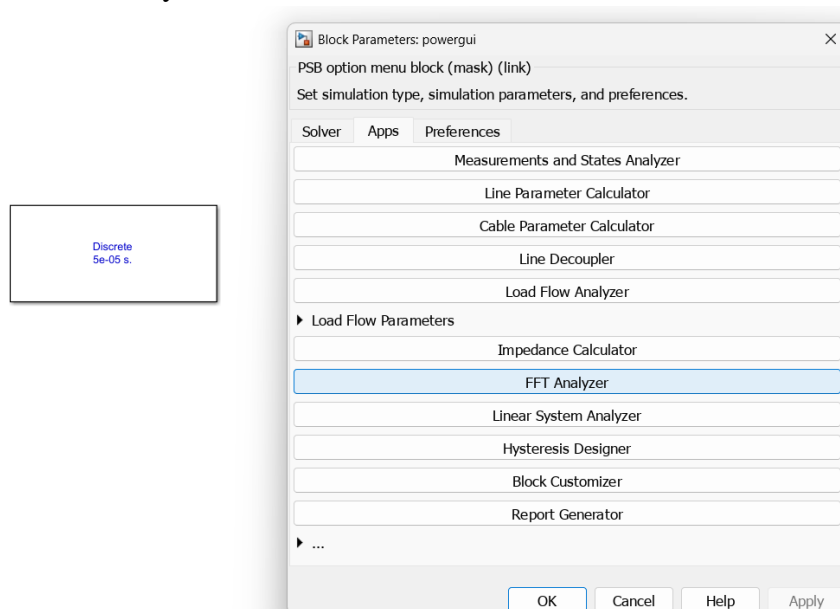 Block Parameters: powergui
PSB option menu block (mask) (link)
Set simulation type, simulation parameters, and preferences.
Solver Apps Preferences
Measurements and States Analyzer
Line Parameter Calculator
Cable Parameter Calculator
Line Decoupler
Load Flow Analyzer
Load Flow Parameters
Impedance Calculator
FFT Analyzer
Linear System Analyzer
Hysteresis Designer
Block Customizer
Report Generator
...
OK Cancel Help Apply
Discrete
5e-05 s.